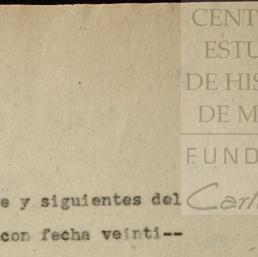 CENT
ESTU
DE HIS
DE M
FUND
Carl
e y siguientes del
con fecha veinti--